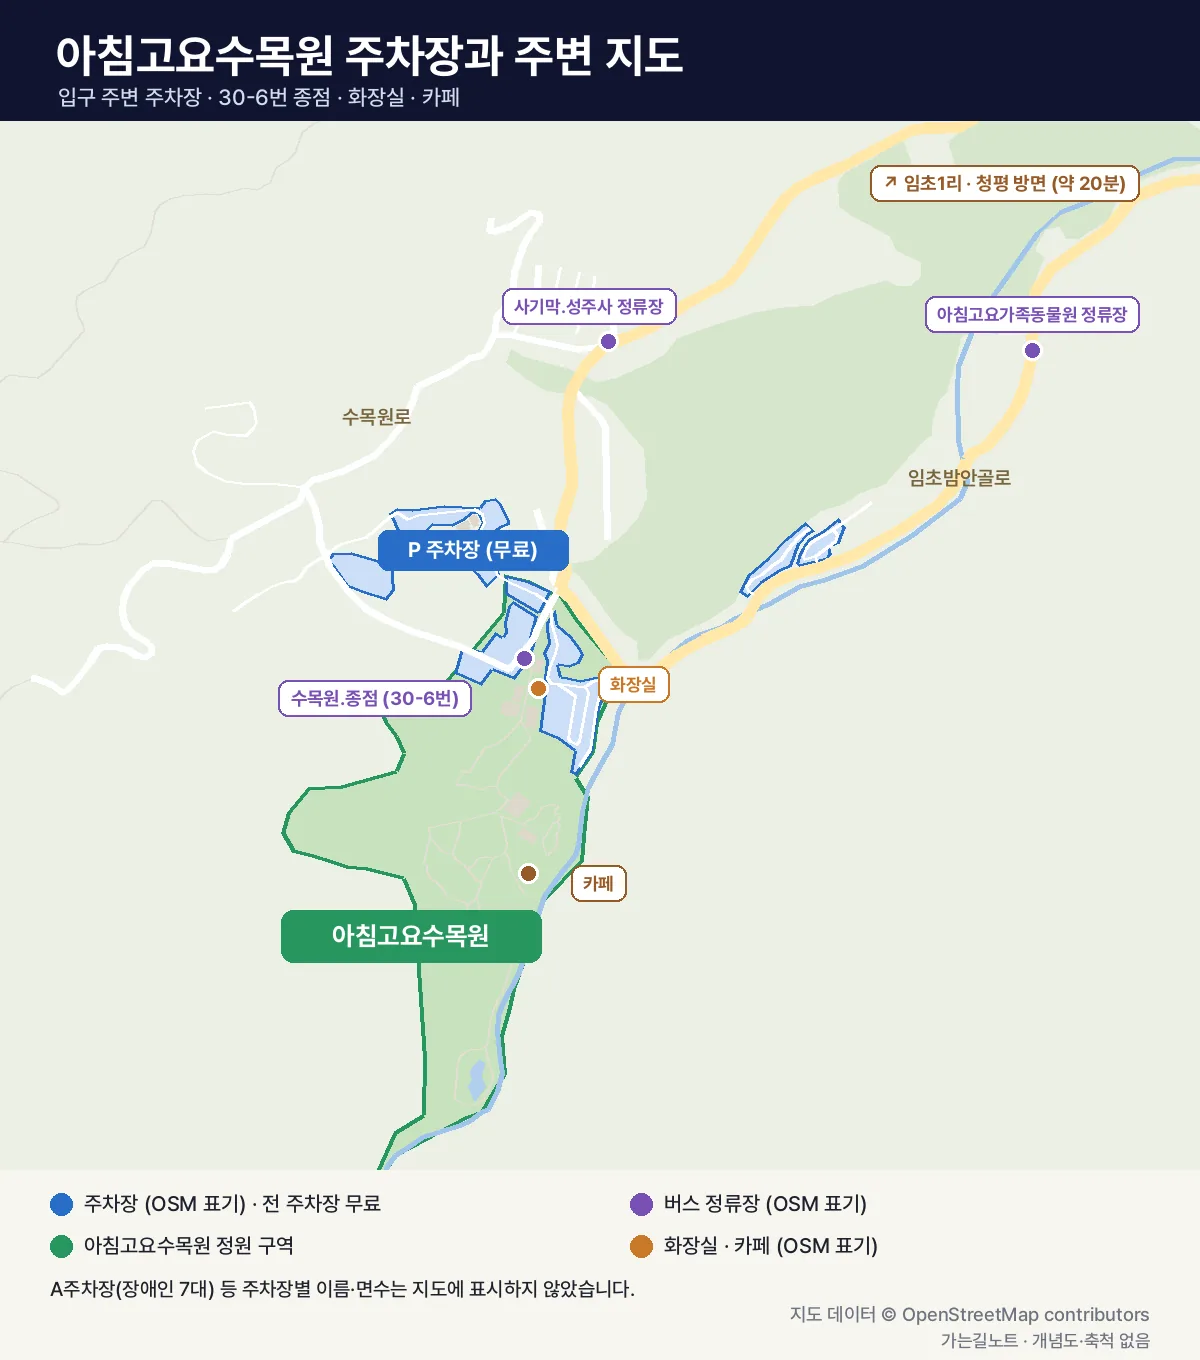 아침고요수목원 주차장과 주변 지도
입구 주변 주차장 · 30-6번 종점 · 화장실 · 카페
↗ 임초1리 · 청평 방면 (약 20분)
사기막.성주사 정류장
아침고요가족동물원 정류장
수목원로
임초밤안골로
P 주차장 (무료)
화장실
수목원.종점 (30-6번)
카페
아침고요수목원
주차장 (OSM 표기) · 전 주차장 무료
버스 정류장 (OSM 표기)
아침고요수목원 정원 구역
화장실 · 카페 (OSM 표기)
A주차장(장애인 7대) 등 주차장별 이름·면수는 지도에 표시하지 않았습니다.
지도 데이터 © OpenStreetMap contributors
가는길노트 · 개념도·축척 없음